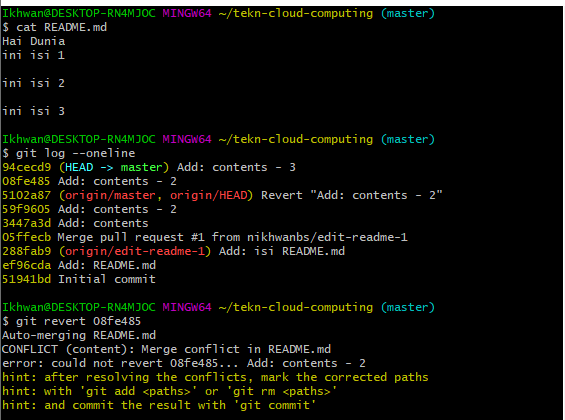 Ikhwan@DESKTOP-RN4MJOC MINGW64 ~/tekn-cloud-computing (master)
$ cat README.md
Hai Dunia
ini isi 1
ini isi 2
ini isi 3
Ikhwan@DESKTOP-RN4MJOC MINGW64 ~/tekn-cloud-computing (master)
$ git log --oneline
94cecd9 (HEAD -> master) Add: contents - 3
08fe485 Add: contents - 2
5102a87 (origin/master, origin/HEAD) Revert "Add: contents - 2"
59f9605 Add: contents - 2
3447a3d Add: contents
05ffecb Merge pull request #1 from nikhwanbs/edit-readme-1
288fab9 (origin/edit-readme-1) Add: isi README.md
ef96cda Add: README.md
51941bd Initial commit
Ikhwan@DESKTOP-RN4MJOC MINGW64 ~/tekn-cloud-computing (master)
$ git revert 08fe485
Auto-merging README.md
CONFLICT (content): Merge conflict in README.md
error: could not revert 08fe485... Add: contents - 2
hint: after resolving the conflicts, mark the corrected paths
hint: with 'git add <paths>' or 'git rm <paths>'
hint: and commit the result with 'git commit'